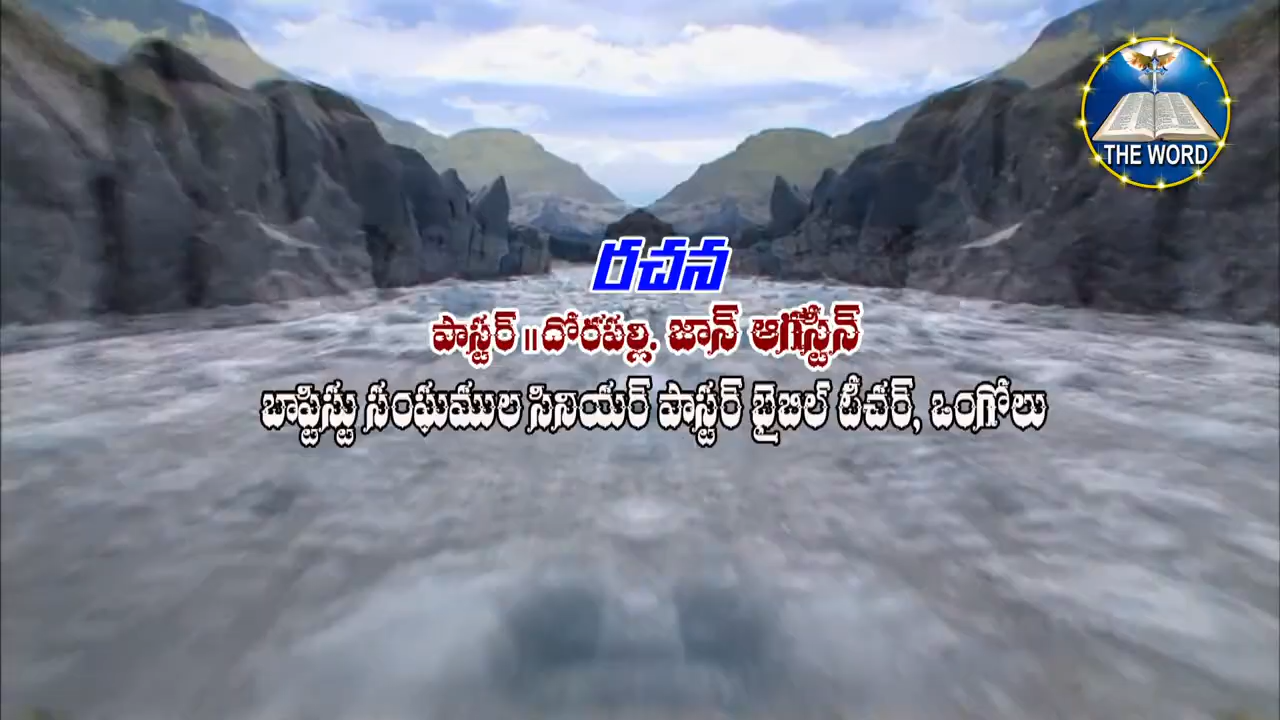 THE WORD
రచన
పాస్టర్ || దోరపల్లి. జాన్ ఆగస్టీన్
బాప్టిస్టు సంఘముల సినియర్ పాస్టర్ బైబిల్ టీచర్, ఒంగోలు